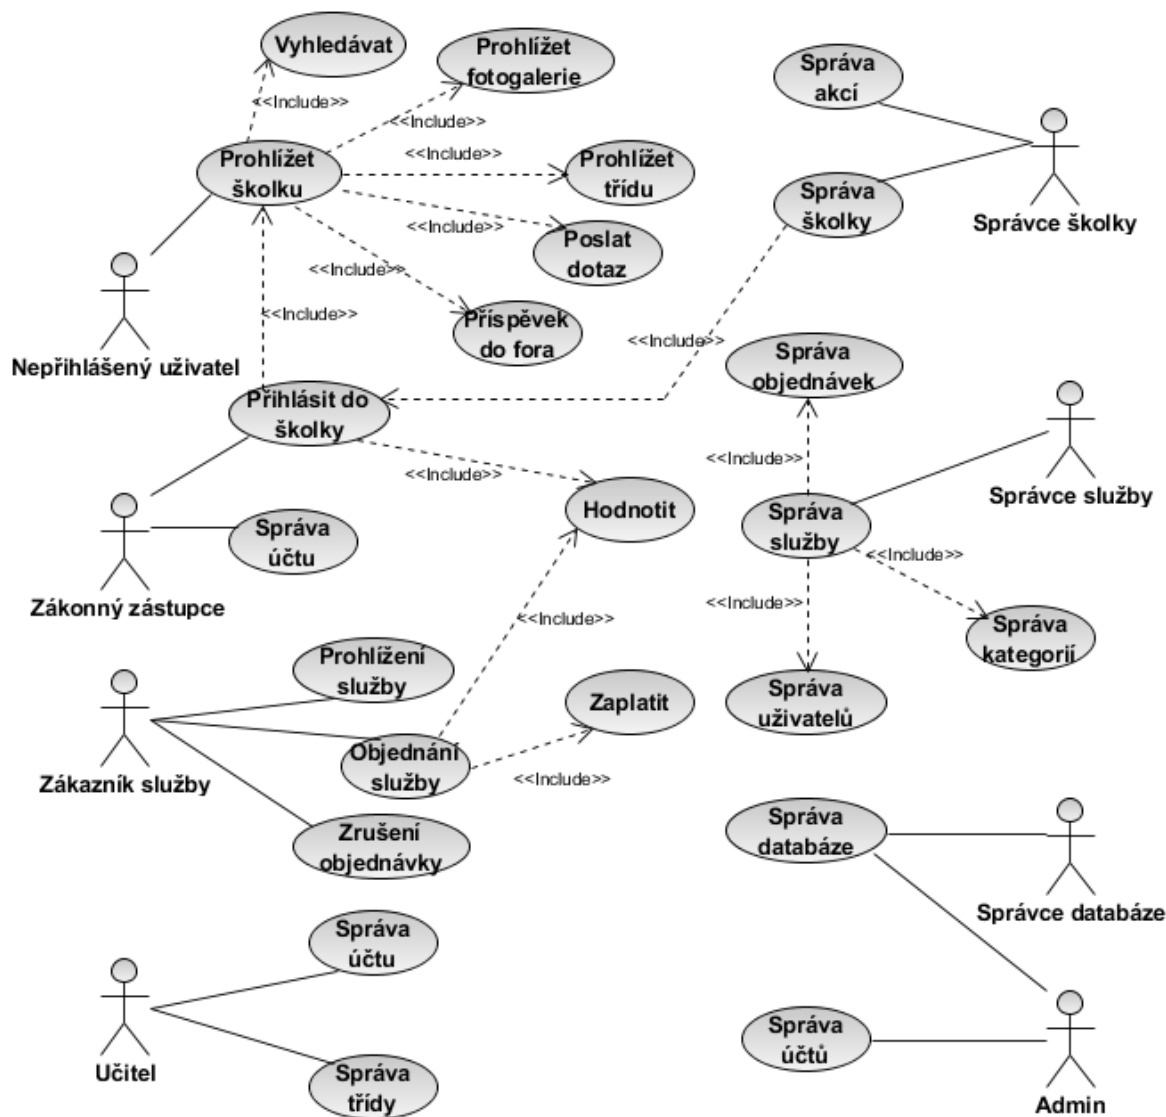 Vyhledávat
Prohlížet
fotogalerie
Správa
akcí
<<Include>>
<<Include>>
Prohlížet
školku
<<Include>>
Prohlížet
třídu
Správa
školky
Správce školky
<<Include>>
Poslat
dotaz
<<Include>>
Nepřihlášený uživatel
<<Include>>
Příspěvek
do fora
<<Include>>
Správa
objednávek
Přihlásit do
školky
<<Include>>
<<Include>>
Správce služby
Hodnotit
Správa
služby
<<Include>>
Správa
účtu
Zákonný zástupce
<<Include>>
<<Include>>
Správa
kategorií
Prohlížení
služby
Zaplatit
Správa
uživatelů
Objednání
služby
<<Include>>
Zákazník služby
Zrušení
objednávky
Správa
databáze
Správce databáze
Správa
účtu
Učitel
Správa
třídy
Správa
účtů
Admin